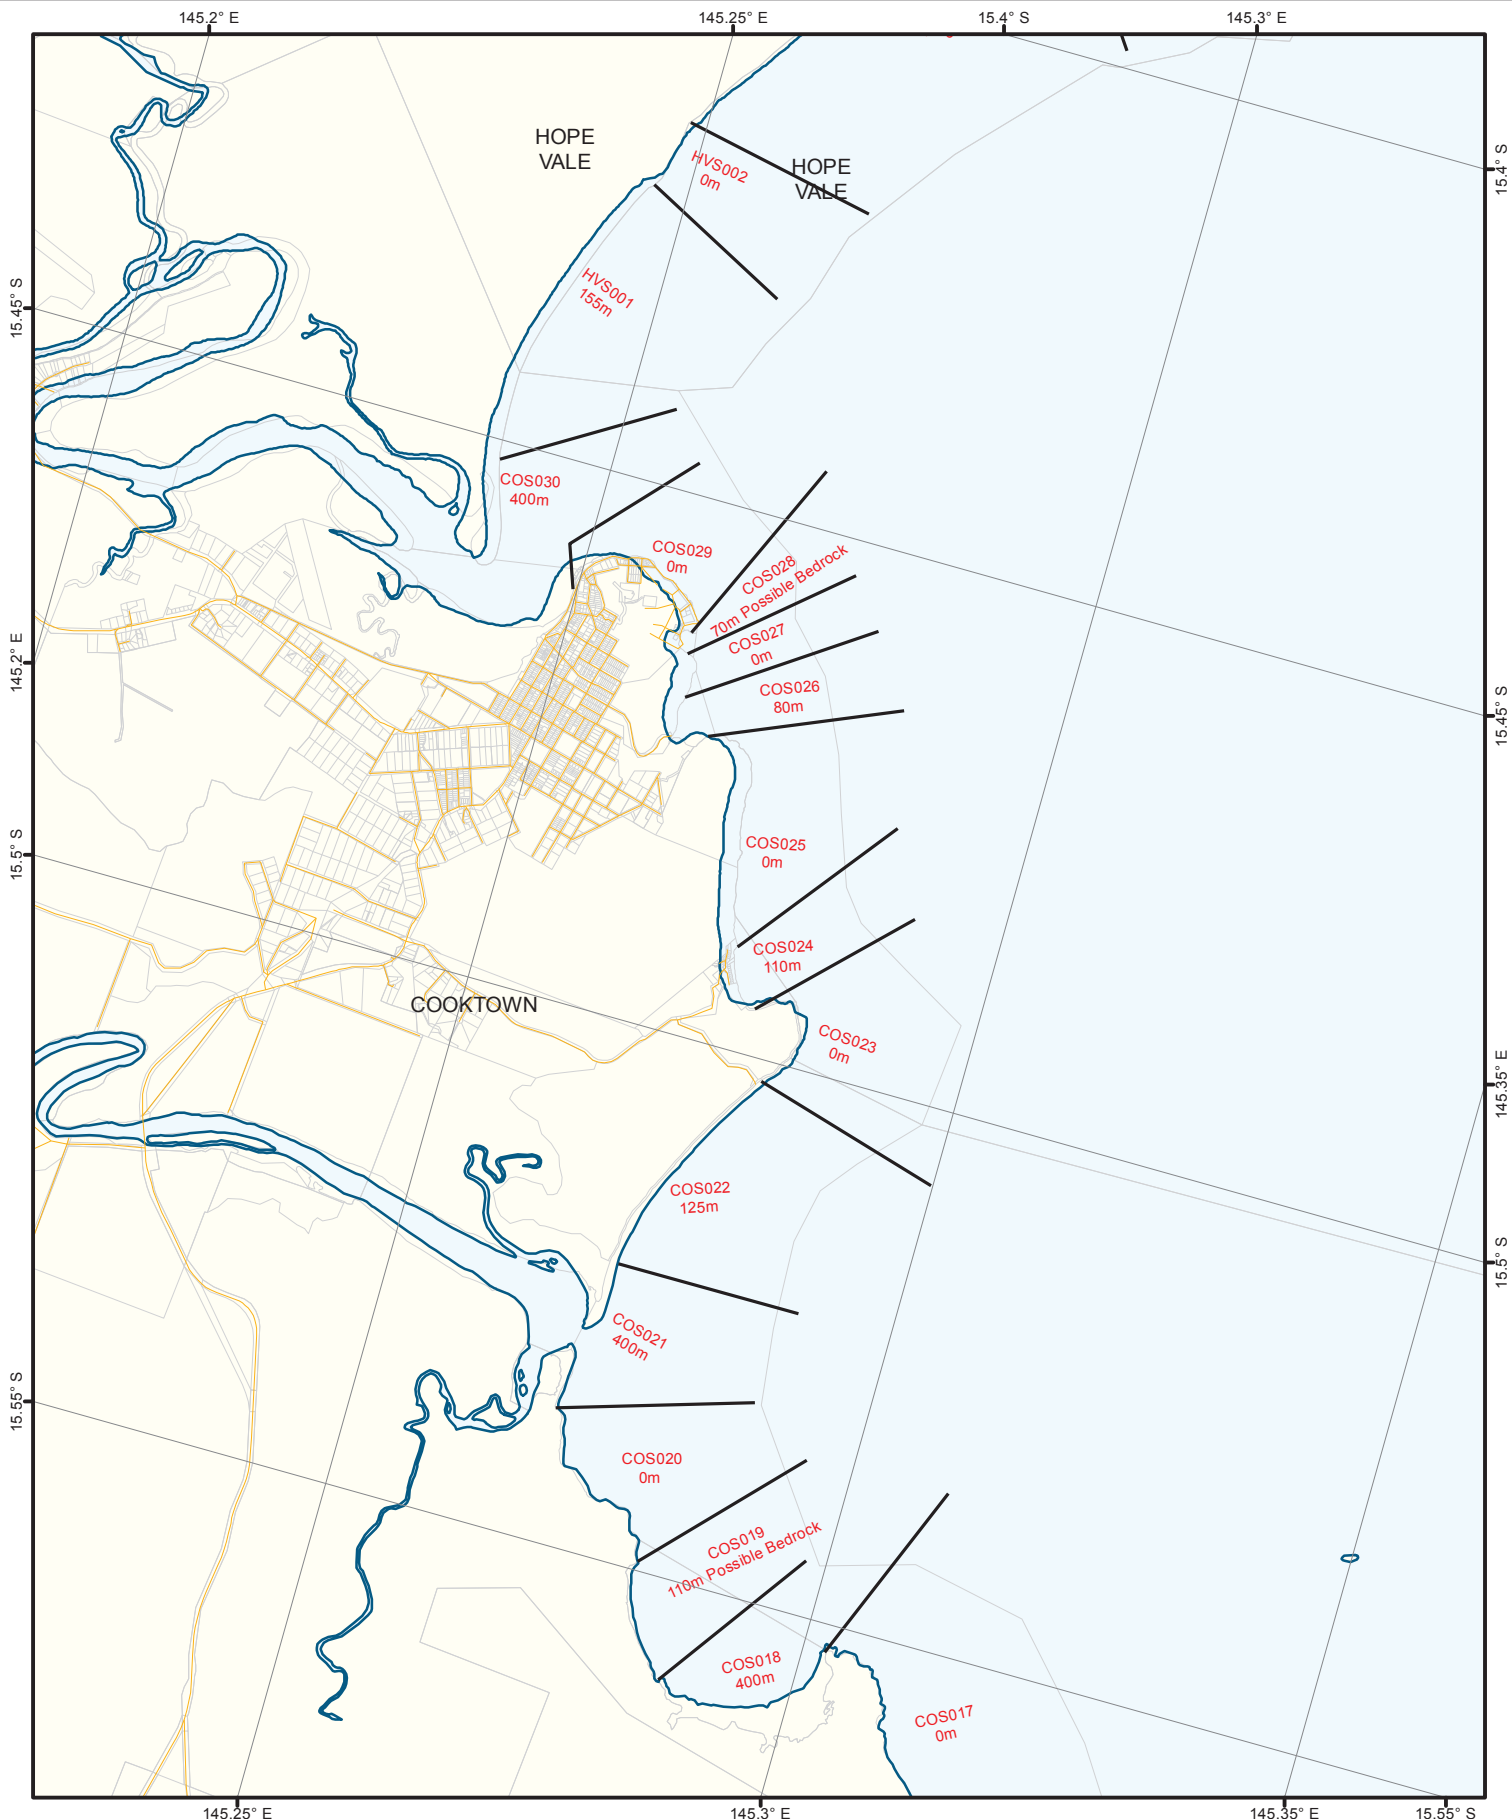 145.2° E
145.25° E
15.4° S
145.3° E
HOPE
VALE
HOPE
VALE
HVS002
0m
15.4° S
HVS001
155m
15.45° S
COS030
400m
COS029
0m
COS028
70m Possible Bedrock
COS027
0m
145.2° E
COS026
80m
15.45° S
COS025
0m
15.5° S
COS024
110m
COOKTOWN
COS023
0m
145.35° E
COS022
125m
15.5° S
COS021
400m
15.55° S
COS020
0m
COS019
110m Possible Bedrock
COS018
400m
COS017
0m
145.25° E
145.3° E
145.35° E
15.55° S